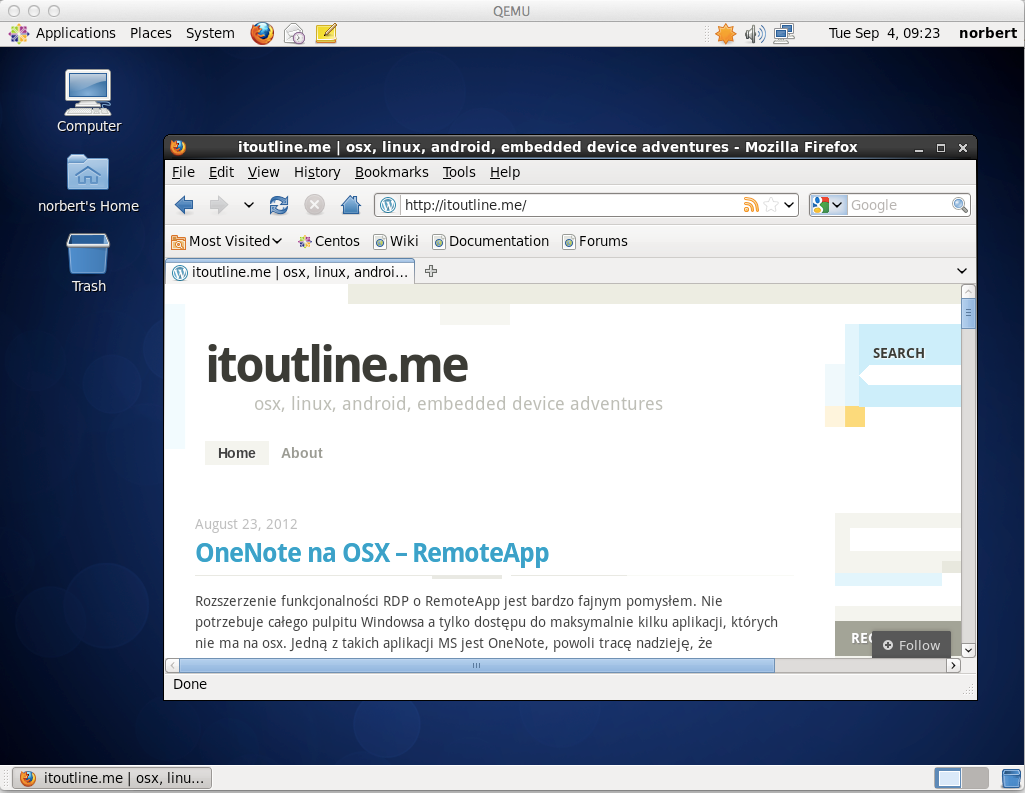 QEMU
Applications Places System Tue Sep 4, 09:23 norbert
Computer
norbert's Home
Trash
itoutline.me | osx, linux, android, embedded device adventures - Mozilla Firefox
File Edit View History Bookmarks Tools Help
http://itoutline.me/ Google
Most Visited Centos Wiki Documentation Forums
itoutline.me | osx, linux, androi...
itoutline.me
osx, linux, android, embedded device adventures
SEARCH
Home About
August 23, 2012
OneNote na OSX – RemoteApp
Rozszerzenie funkcjonalności RDP o RemoteApp jest bardzo fajnym pomysłem. Nie
potrzebuje całego pulpitu Windowsa a tylko dostępu do maksymalnie kilku aplikacji, których
nie ma na osx. Jedną z takich aplikacji MS jest OneNote, powoli tracę nadzieję, że
Follow
Done
itoutline.me | osx, linu...